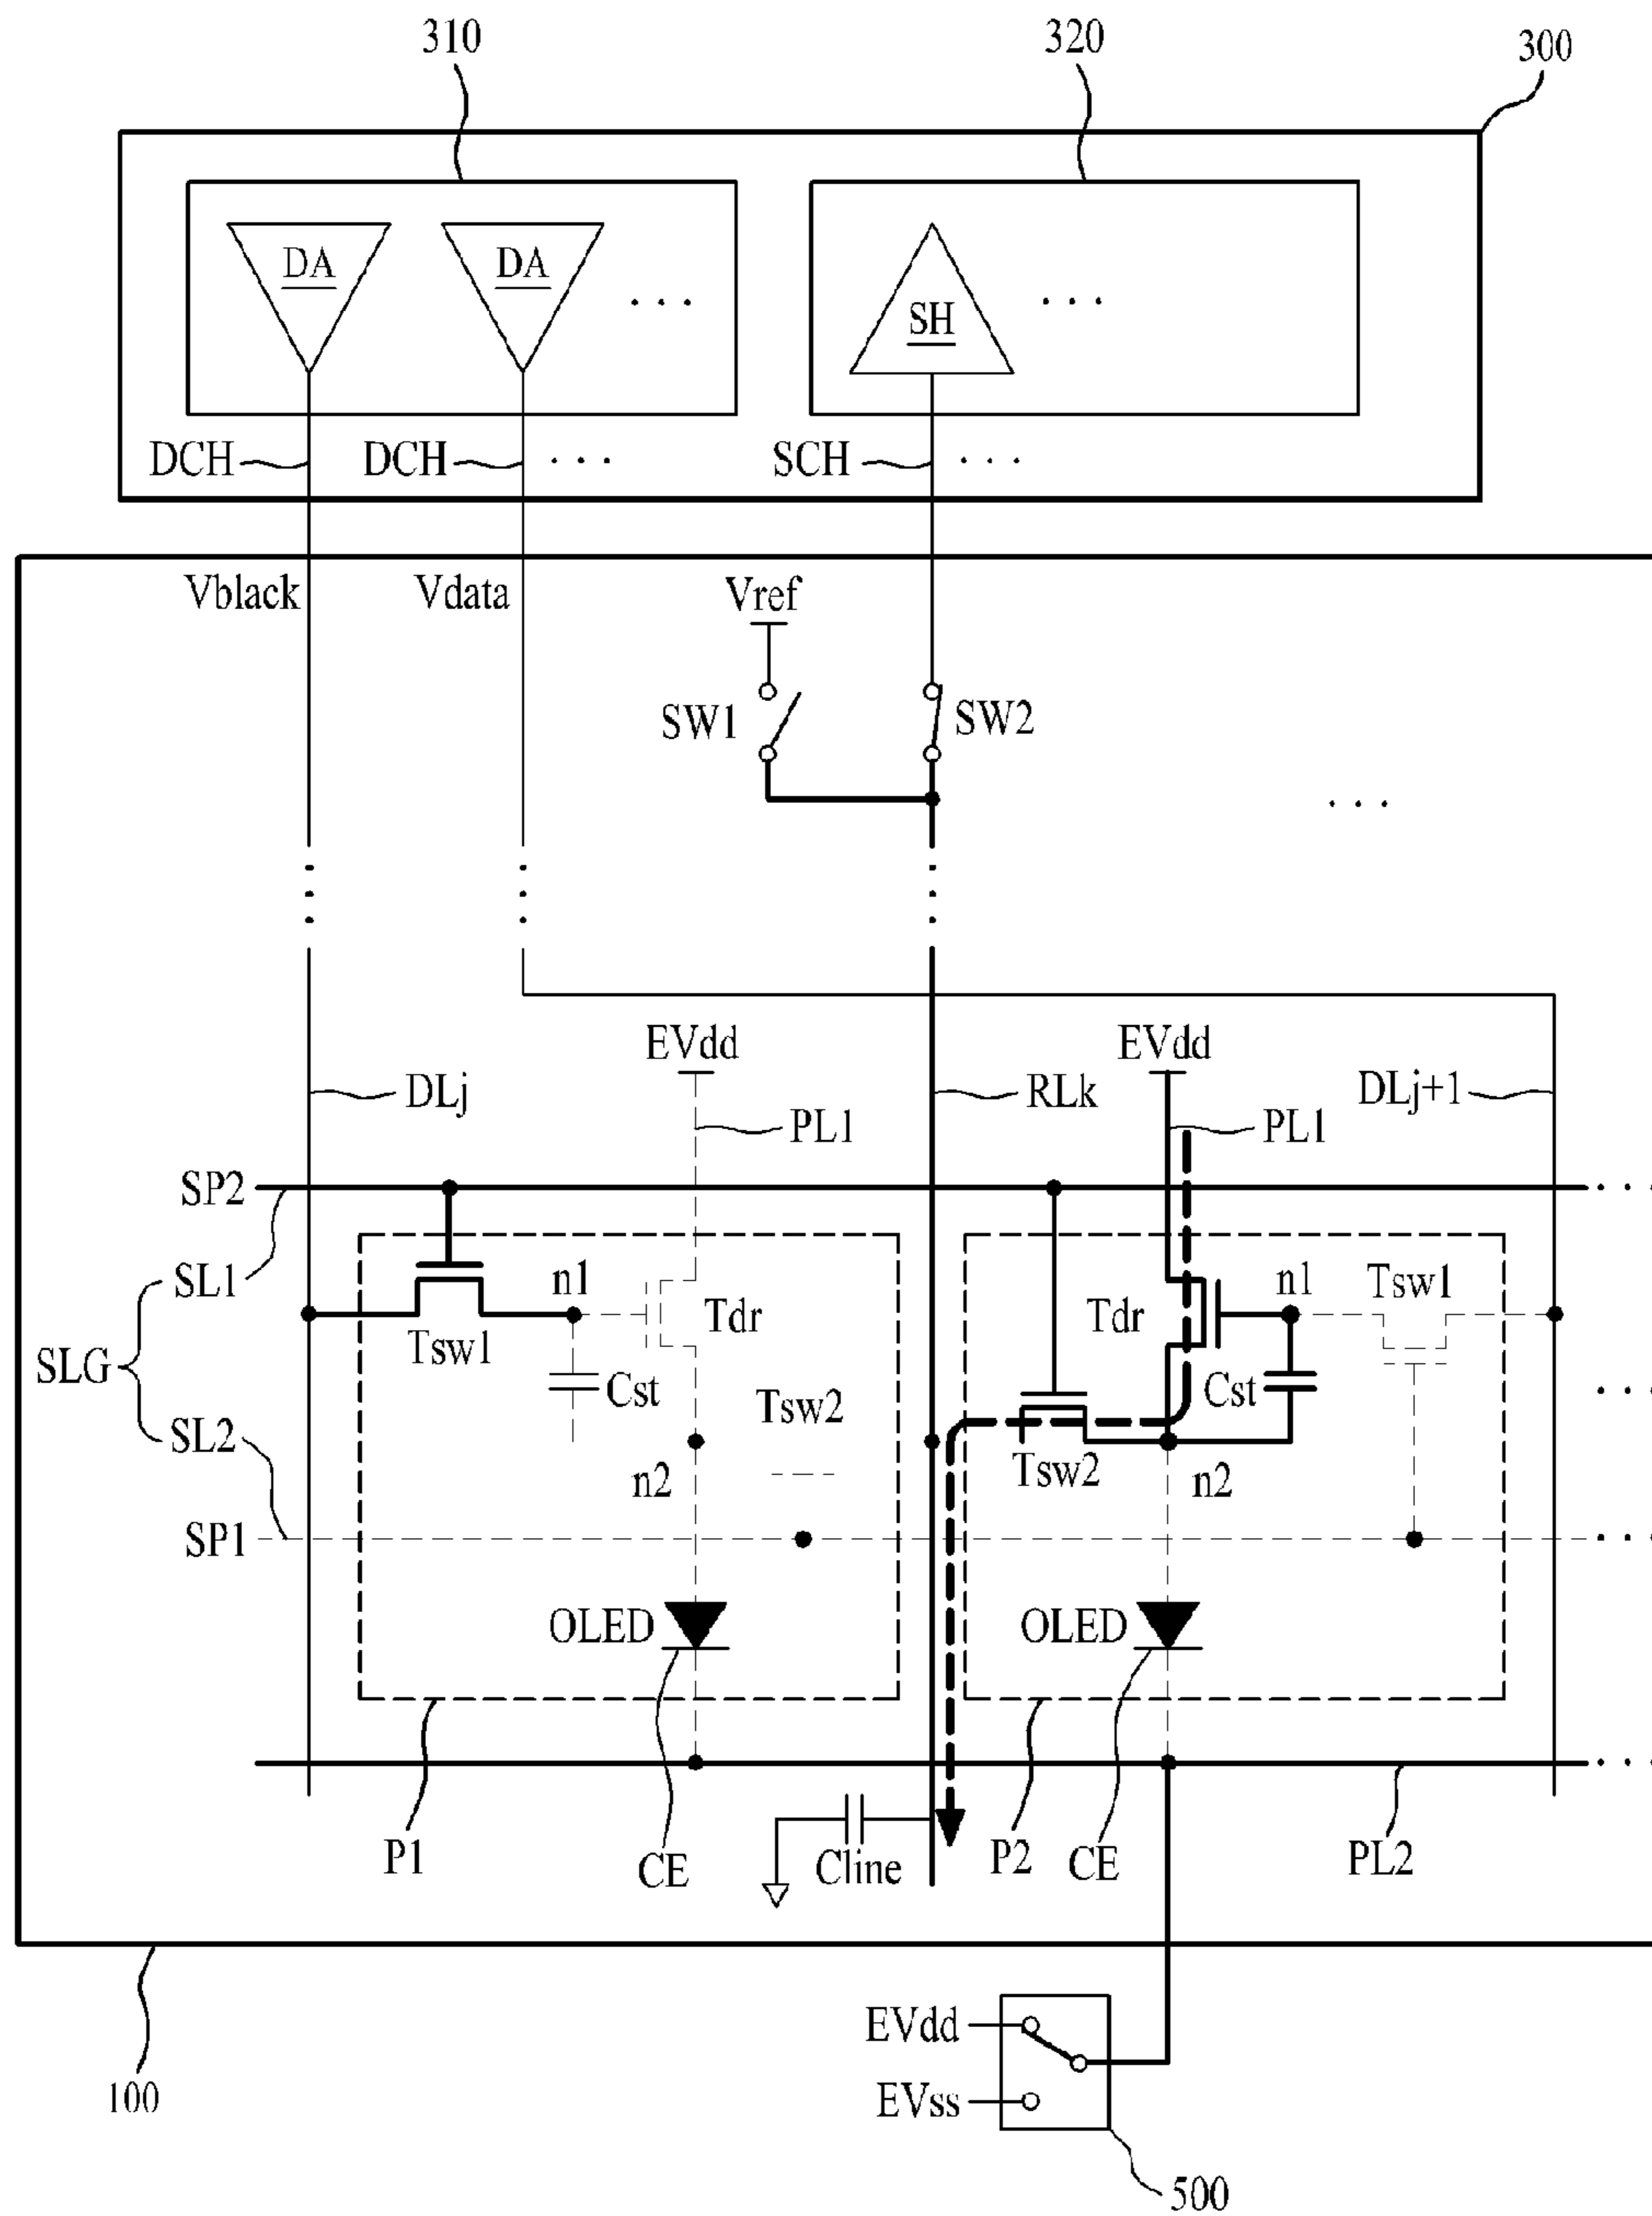 310
320
300
DA
DA
. . .
SH
. . .
DCH
DCH
. . .
SCH
. . .
Vblack
Vdata
Vref
SW1
SW2
. . .
EVdd
EVdd
DLj
RLk
DLj+1
PL1
PL1
SP2
. . .
SL1
n1
n1
Tsw1
Tdr
Tdr
Tsw1
SLG
Cst
Tsw2
Cst
SL2
n2
Tsw2
n2
SP1
OLED
OLED
P1
CE
Cline
P2
CE
PL2
100
EVdd
EVss
500